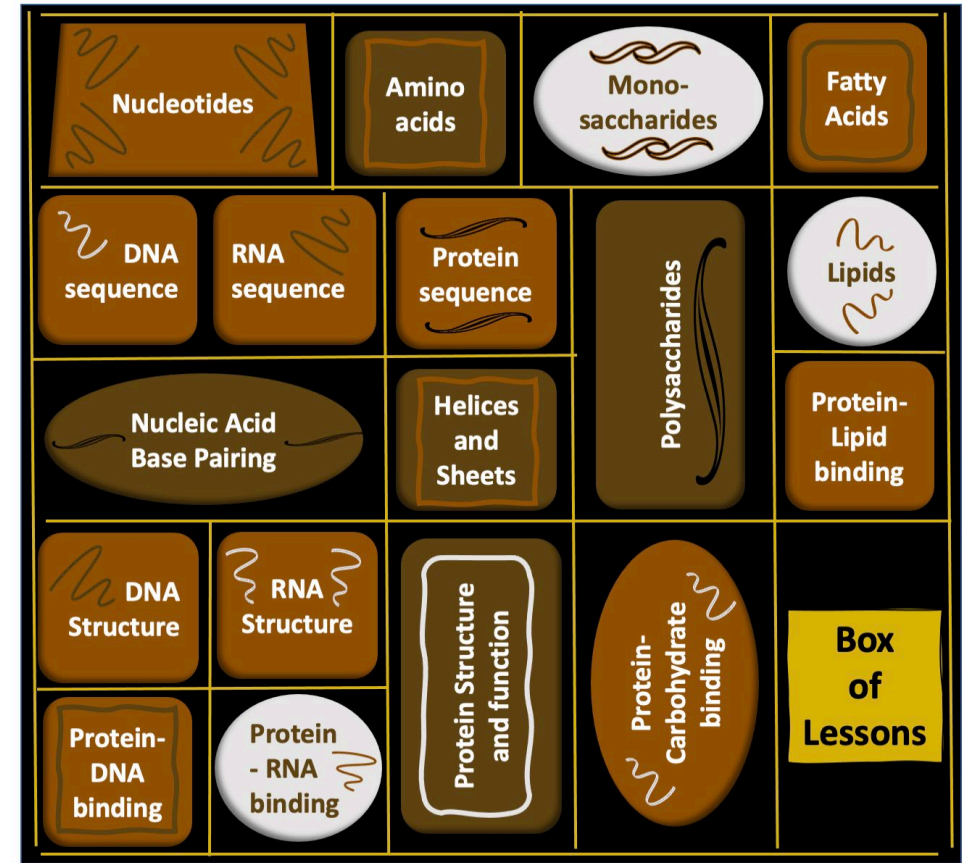 Nucleotides
Amino
acids
Mono-
saccharides
Fatty
Acids
DNA
sequence
RNA
sequence
Protein
sequence
Polysaccharides
Lipids
Nucleic Acid
Base Pairing
Helices
and
Sheets
Protein-
Lipid
binding
DNA
Structure
RNA
Structure
Protein Structure
and function
Protein-
Carbohydrate
binding
Box
of
Lessons
Protein-
DNA
binding
Protein
- RNA
binding